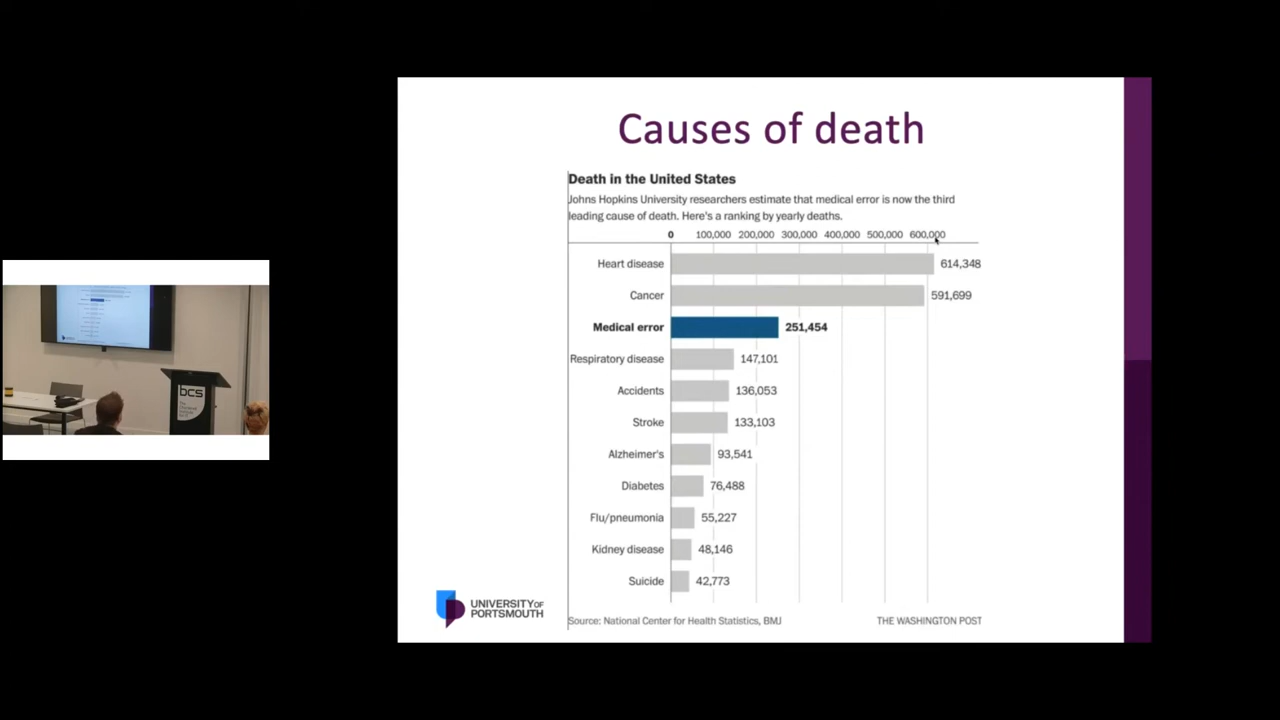 Causes of death
Death in the United States
Johns Hopkins University researchers estimate that medical error is now the third
leading cause of death. Here's a ranking by yearly deaths.
0 100,000 200,000 300,000 400,000 500,000 600,000
Heart disease 614,348
Cancer 591,699
Medical error 251,454
Respiratory disease 147,101
Accidents 136,053
Stroke 133,103
Alzheimer's 93,541
Diabetes 76,488
Flu/pneumonia 55,227
Kidney disease 48,146
Suicide 42,773
Source: National Center for Health Statistics, BMJ THE WASHINGTON POST
UNIVERSITY OF
PORTSMOUTH
bcs